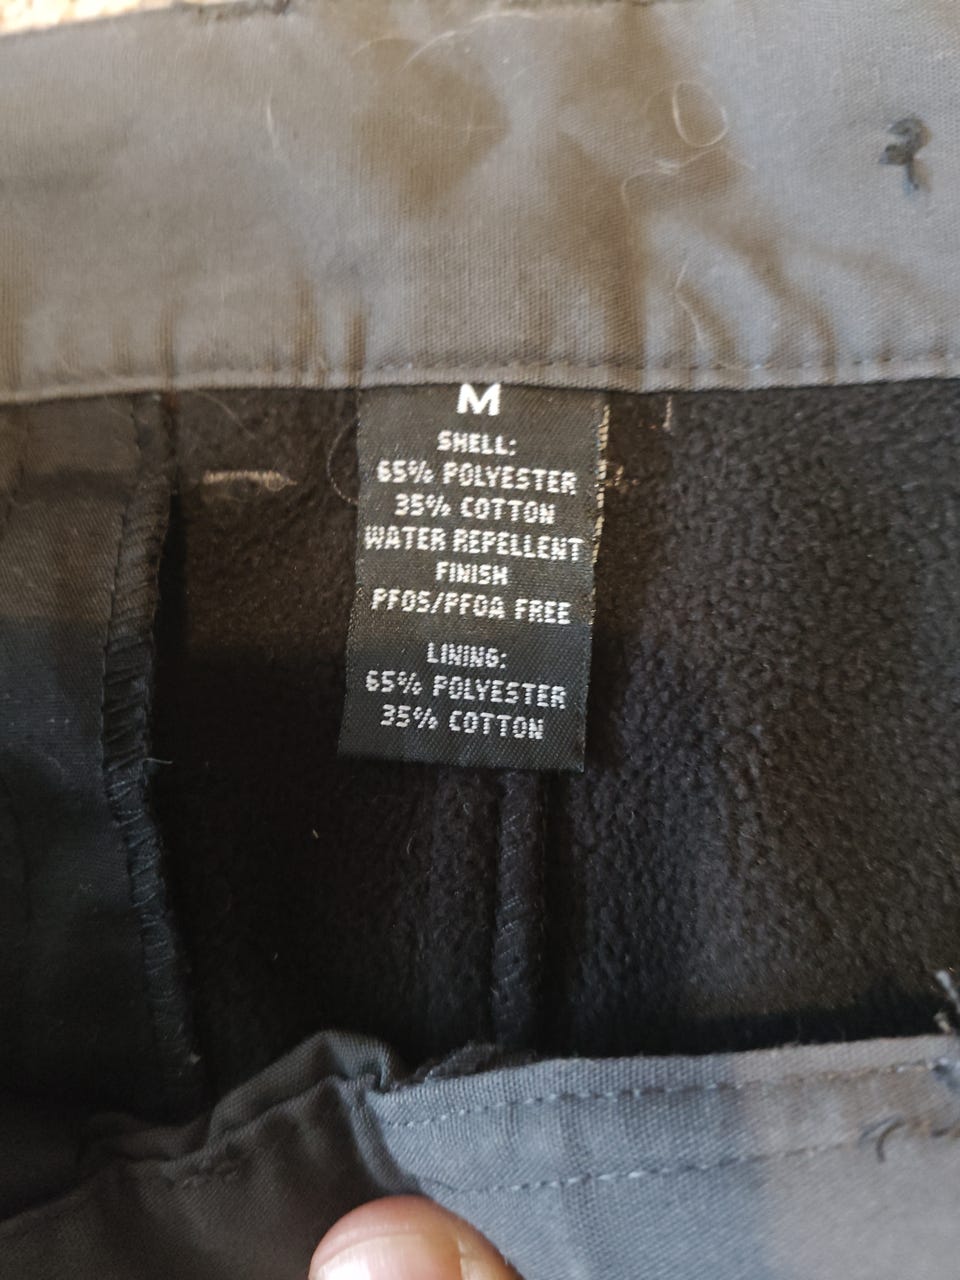 M
SHELL:
65% POLYESTER
35% COTTON
WATER REPELLENT
FINISH
PFOS/PFOA FREE
LINING:
65% POLYESTER
35% COTTON